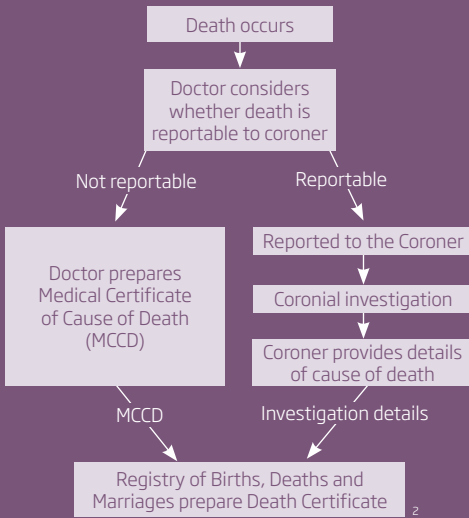 Death occurs
Doctor considers
whether death is
reportable to coroner
Not reportable
Reportable
Doctor prepares
Medical Certificate
of Cause of Death
(MCCD)
Reported to the Coroner
Coronial investigation
Coroner provides details
of cause of death
MCCD
Investigation details
Registry of Births, Deaths and
Marriages prepare Death Certificate
2